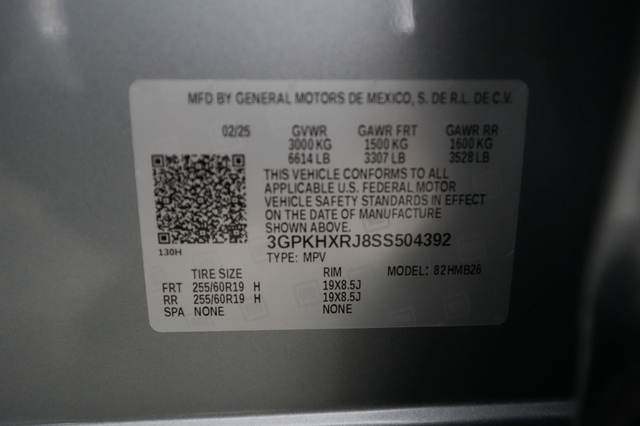 MFD BY GENERAL MOTORS DE MEXICO, S. DE R.L. DE C.V.
02/25 GVWR GAWR FRT GAWR RR
3000 KG 1500 KG 1600 KG
6614 LB 3307 LB 3528 LB
THIS VEHICLE CONFORMS TO ALL
APPLICABLE U.S. FEDERAL MOTOR
VEHICLE SAFETY STANDARDS IN EFFECT
ON THE DATE OF MANUFACTURE
SHOWN ABOVE.
3GPKHXRJ8SS504392
130H TYPE: MPV
TIRE SIZE RIM MODEL: 82HMB26
FRT 255/60R19 H 19X8.5J
RR 255/60R19 H 19X8.5J
SPA NONE NONE